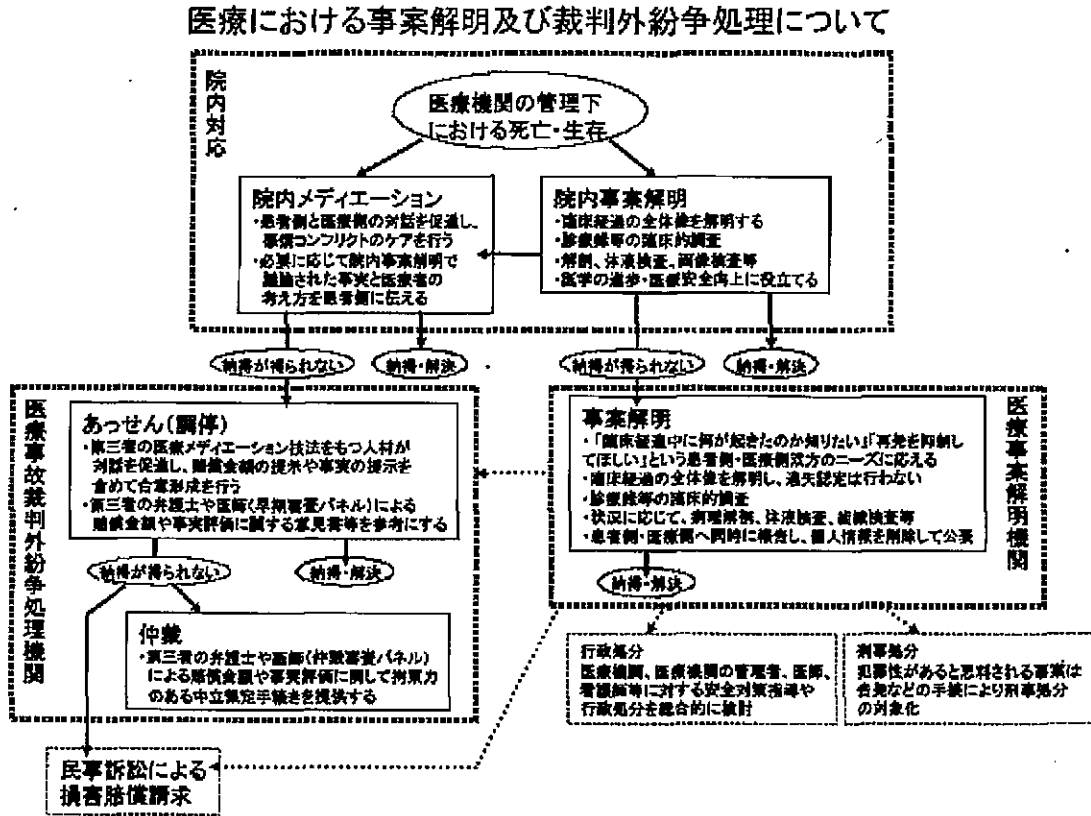 医療における事案解明及び裁判外紛争処理について
院内対応
医療機関の管理下
における死亡・生存
院内メディエーション
・患者側と医療側の対話を促進し、
感情コンフリクトのケアを行う
・必要に応じて院内事案解明で
議論された事実と医療者の
考え方を患者側に伝える
院内事案解明
・臨床経過の全体像を解明する
・診療録等の臨床的調査
・解剖、体液検査、画像検査等
・医学の進歩・医療安全向上に役立てる
納得が得られない
納得・解決
納得が得られない
納得・解決
医療事故裁判外紛争処理機関
あっせん(調停)
・第三者の医療メディエーション技法をもつ人材が
対話を促進し、賠償金額の提示や事実の提示を
含めて合意形成を行う
・第三者の弁護士や医師(早期審査パネル)による
賠償金額や事実評価に関する意見書等を参考にする
納得が得られない
納得・解決
仲裁
・第三者の弁護士や医師(仲裁審査パネル)
による賠償金額や事実評価に関して拘束力
のある中立裁定手続きを提供する
民事訴訟による
損害賠償請求
医療事案解明機関
事案解明
・「臨床経過中に何が起きたのか知りたい」「再発を抑制して
ほしい」という患者側・医療側双方のニーズに応える
・臨床経過の全体像を解明し、過失認定は行わない
・診療録等の臨床的調査
・状況に応じて、病理解剖、体液検査、組織検査等
・患者側・医療側へ同時に報告し、個人情報を削除して公表
納得・解決
行政処分
医療機関、医療機関の管理者、医師、
看護師等に対する安全対策指導や
行政処分を総合的に検討
刑事処分
犯罪性があると思料される事案は
告発などの手続により刑事処分
の対象化